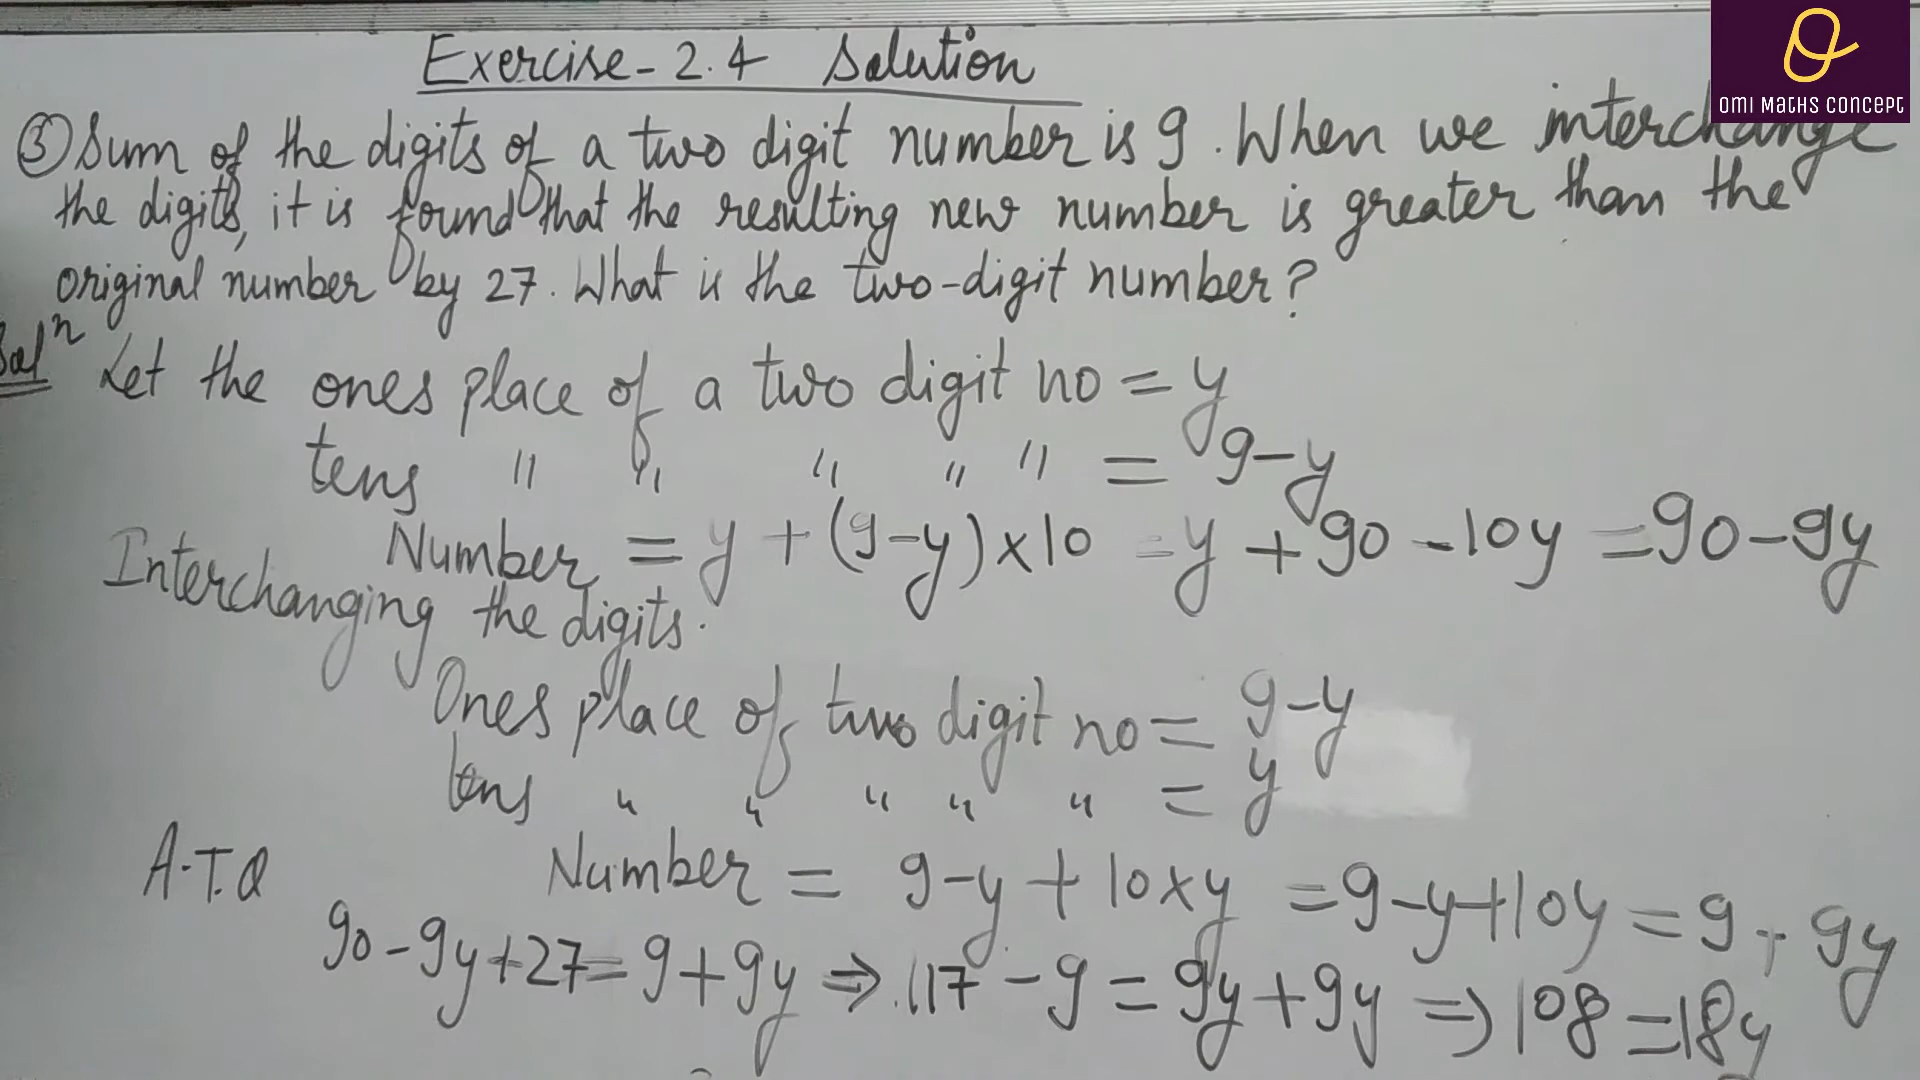 OMI MATHS CONCEPT
Exercise-2.4 Solution
③ Sum of the digits of a two digit number is 9. When we interchange
the digits, it is found that the resulting new number is greater than the
original number by 27. What is the two-digit number?
Solⁿ Let the ones place of a two digit no = y
tens " " " " " = 9-y
Number = y + (9-y)×10 = y + 90 - 10y = 90-9y
Interchanging the digits.
Ones place of two digit no = 9-y
tens " " " " " = y
A.T.Q Number = 9-y + 10×y = 9-y+10y = 9+9y
90-9y+27=9+9y ⇒ 117-9 = 9y+9y ⇒ 108=18y